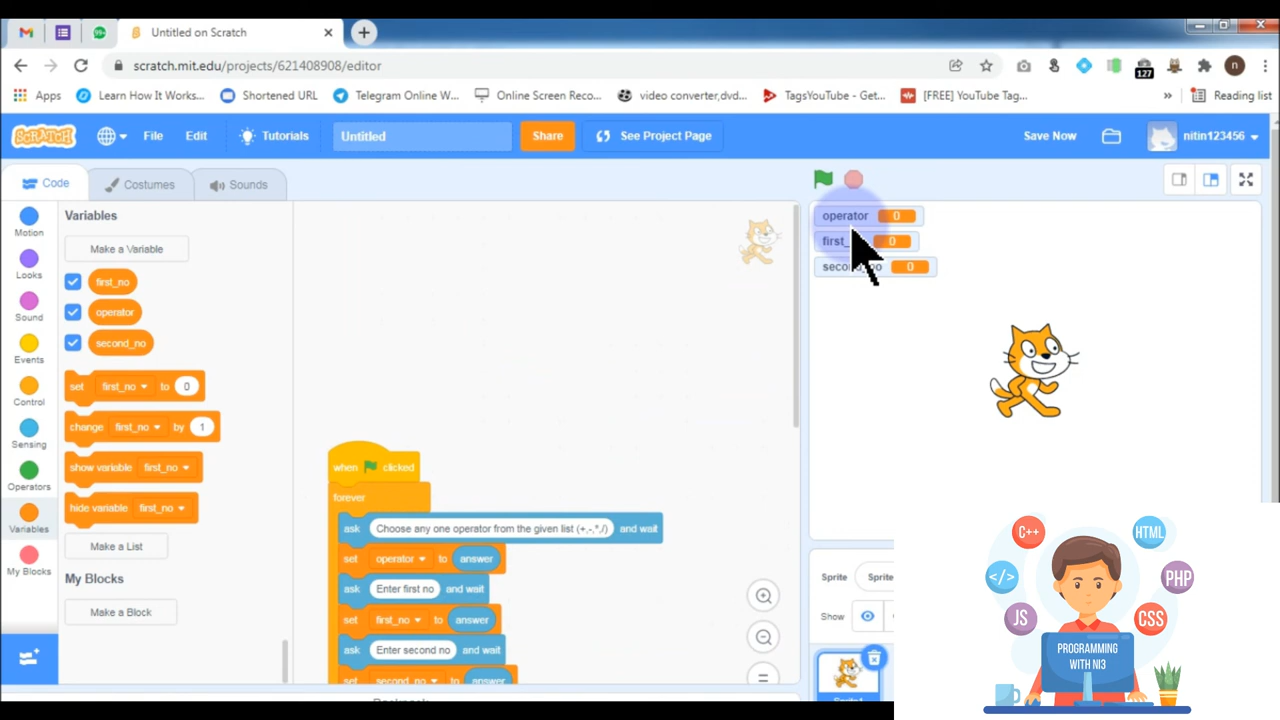 Untitled on Scratch
scratch.mit.edu/projects/621408908/editor
127
n
Apps
Learn How It Works...
Shortened URL
Telegram Online W...
Online Screen Reco...
video converter,dvd...
TagsYouTube - Get...
[FREE] YouTube Tag...
»
Reading list
SCRATCH
File
Edit
Tutorials
Untitled
Share
See Project Page
Save Now
nitin123456
Code
Costumes
Sounds
Motion
Looks
Sound
Events
Control
Sensing
Operators
Variables
My Blocks
Variables
Make a Variable
first_no
operator
second_no
set first_no to 0
change first_no by 1
show variable first_no
hide variable first_no
Make a List
My Blocks
Make a Block
when clicked
forever
ask Choose any one operator from the given list (+,-,*,/) and wait
set operator to answer
ask Enter first no and wait
set first_no to answer
ask Enter second no and wait
set second_no to answer
operator 0
first_ 0
second_no 0
Sprite
Sprite
Show
Sprite1
C++
HTML
</>
PHP
JS
CSS
PROGRAMMING
WITH NI3